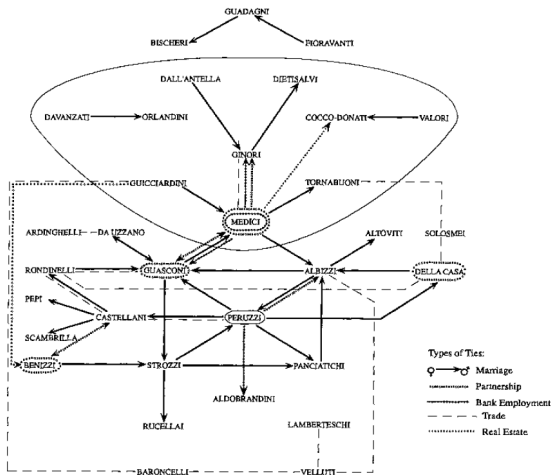 GUADAGNI
BISCHERI FIORAVANTI
DALL'ANTELLA DIETISALVI
DAVANZATI ORLANDINI COCCO-DONATI VALORI
GINORI
GUICCIARDINI TORNABUONI
MEDICI
ARDINGHELLI DA UZZANO ALTOVITI SOLOSMEI
RONDINELLI GUASCONI ALBIZZI DELLA CASA
PEPI
CASTELLANI PERUZZI
SCAMBRILLA
BENIZZI STROZZI PANCIATICHI
ALDOBRANDINI
RUCELLAI LAMBERTESCHI
BARONCELLI VELLUTI
Types of Ties:
♀ ♂ Marriage
Partnership
Bank Employment
Trade
Real Estate